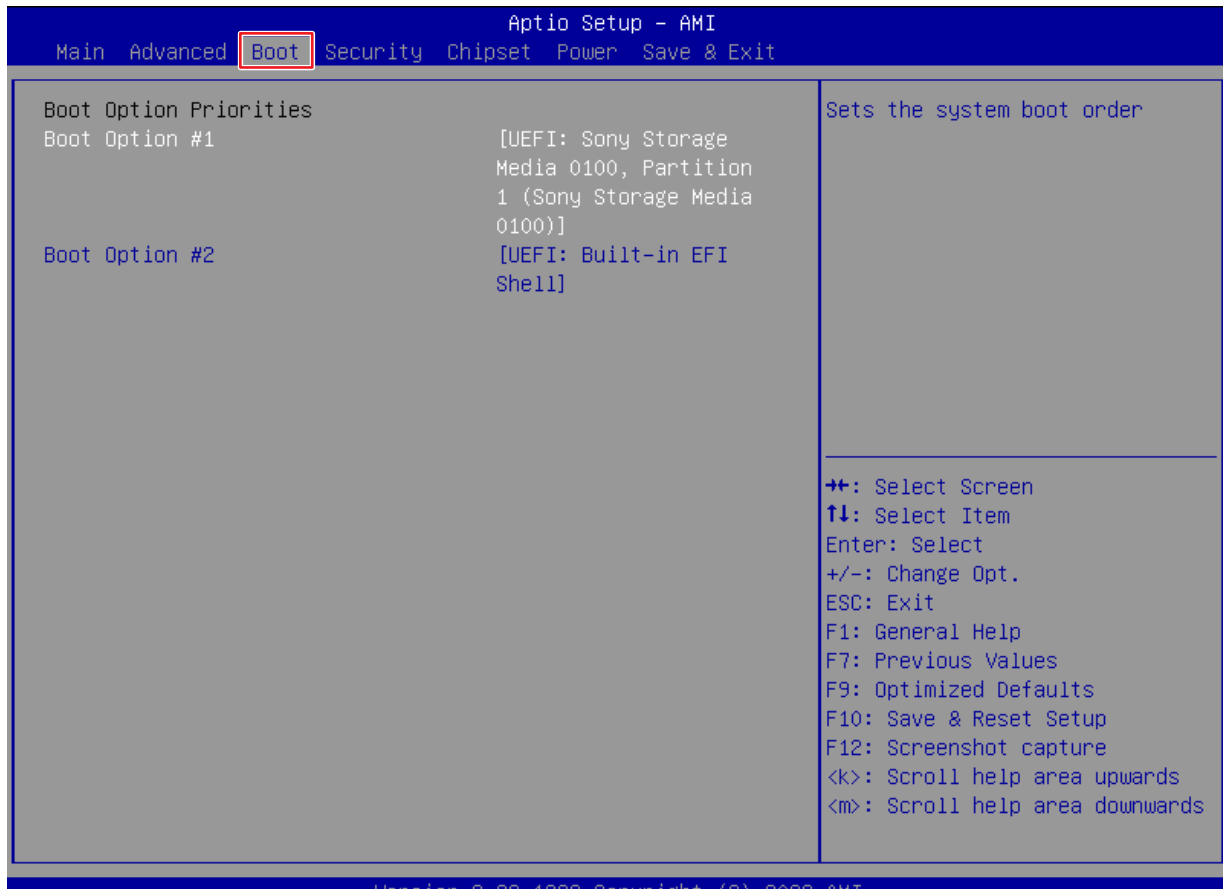 Aptio Setup – AMI
Main Advanced Boot Security Chipset Power Save & Exit
Boot Option Priorities
Boot Option #1 [UEFI: Sony Storage
Media 0100, Partition
1 (Sony Storage Media
0100)]
Boot Option #2 [UEFI: Built-in EFI
Shell]
Sets the system boot order
→←: Select Screen
↑↓: Select Item
Enter: Select
+/-: Change Opt.
ESC: Exit
F1: General Help
F7: Previous Values
F9: Optimized Defaults
F10: Save & Reset Setup
F12: Screenshot capture
<k>: Scroll help area upwards
<m>: Scroll help area downwards
Version Copyright (C) AMI